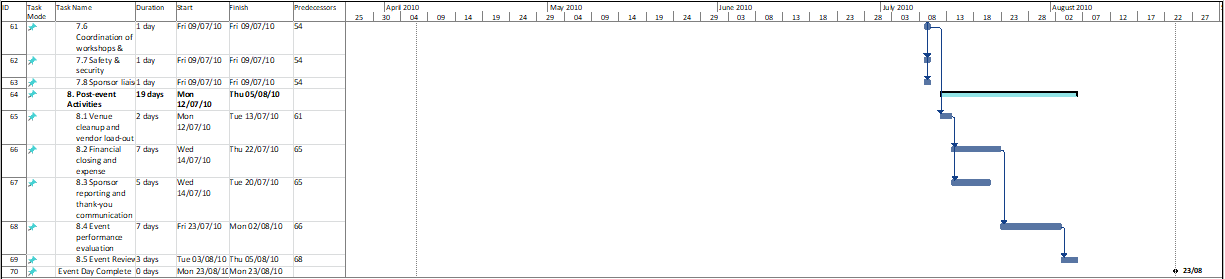 ID Task Mode Task Name Duration Start Finish Predecessors
April 2010 May 2010 June 2010 July 2010 August 2010
25 30 04 09 14 19 24 29 04 09 14 19 24 29 03 08 13 18 23 28 03 08 13 18 23 28 02 07 12 17 22 27
61 7.6 Coordination of workshops & 1 day Fri 09/07/10 Fri 09/07/10 54
62 7.7 Safety & security 1 day Fri 09/07/10 Fri 09/07/10 54
63 7.8 Sponsor liais 1 day Fri 09/07/10 Fri 09/07/10 54
64 8. Post-event Activities 19 days Mon 12/07/10 Thu 05/08/10
65 8.1 Venue cleanup and vendor load-out 2 days Mon 12/07/10 Tue 13/07/10 61
66 8.2 Financial closing and expense 7 days Wed 14/07/10 Thu 22/07/10 65
67 8.3 Sponsor reporting and thank-you communication 5 days Wed 14/07/10 Tue 20/07/10 65
68 8.4 Event performance evaluation 7 days Fri 23/07/10 Mon 02/08/10 66
69 8.5 Event Review 3 days Tue 03/08/10 Thu 05/08/10 68
70 Event Day Complete 0 days Mon 23/08/10 Mon 23/08/10
23/08